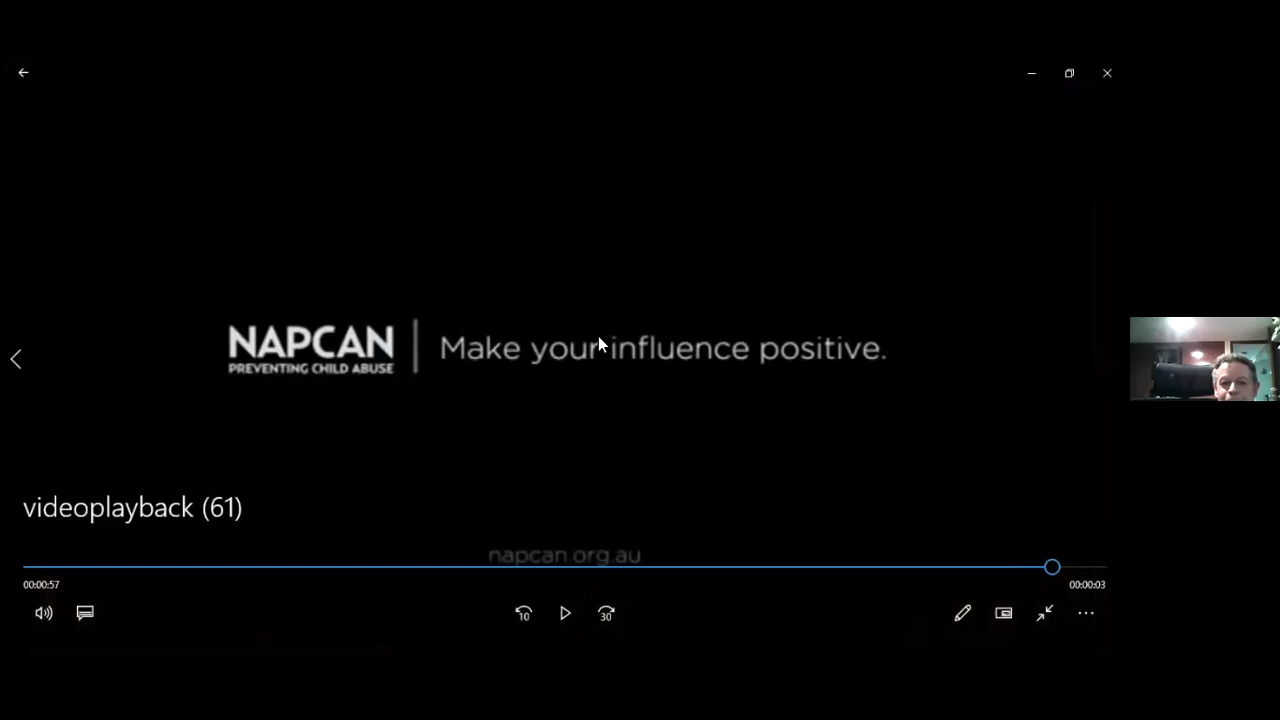 NAPCAN
PREVENTING CHILD ABUSE
Make your influence positive.
videoplayback (61)
napcan.org.au
00:00:57
00:00:03
10
30